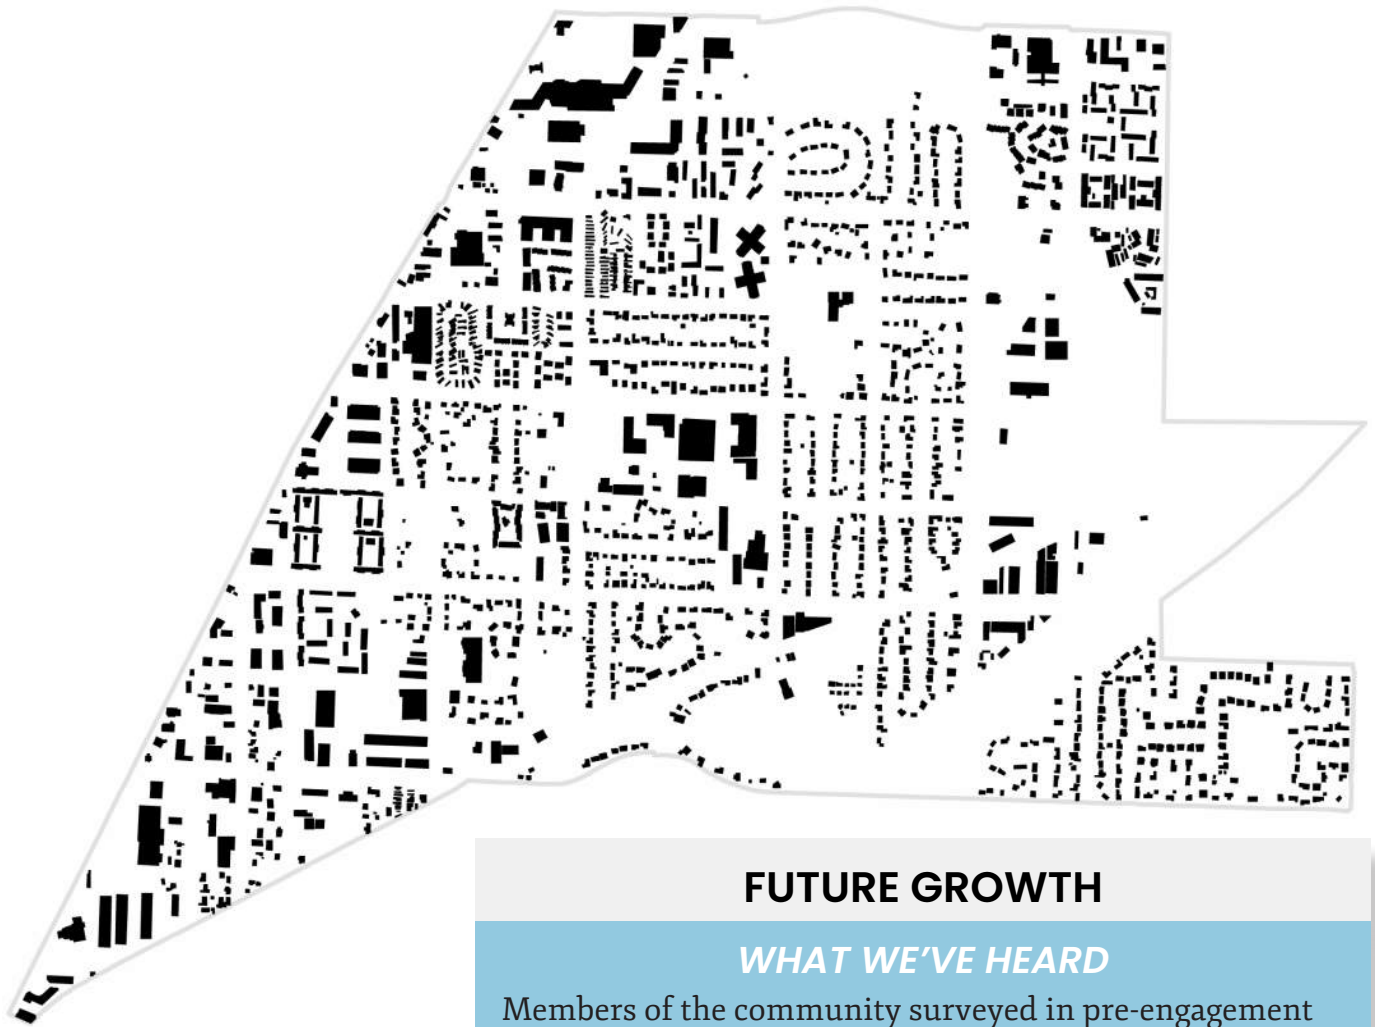 FUTURE GROWTH
WHAT WE'VE HEARD
Members of the community surveyed in pre-engagement